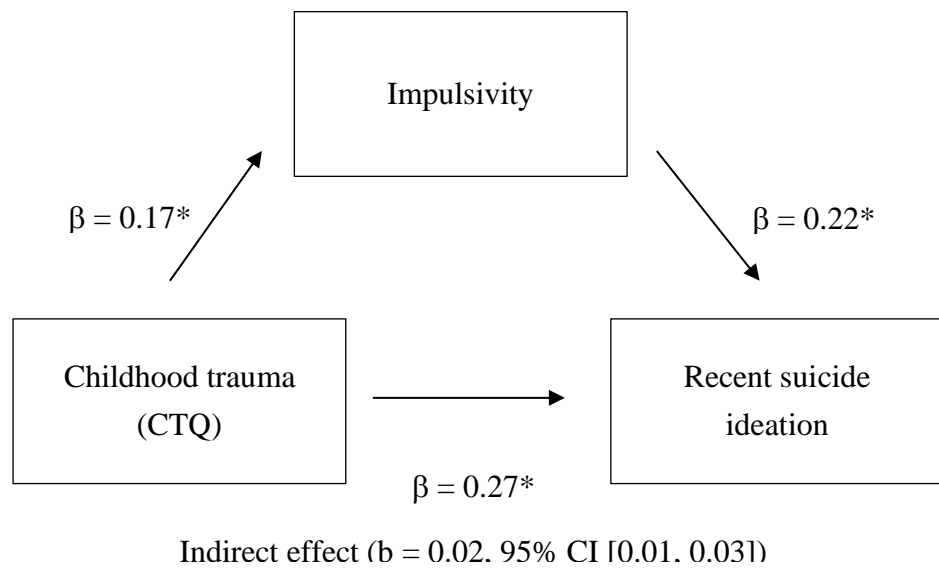 Impulsivity
β = 0.17*
β = 0.22*
Childhood trauma
(CTQ)
Recent suicide
ideation
β = 0.27*
Indirect effect (b = 0.02, 95% CI [0.01, 0.03])